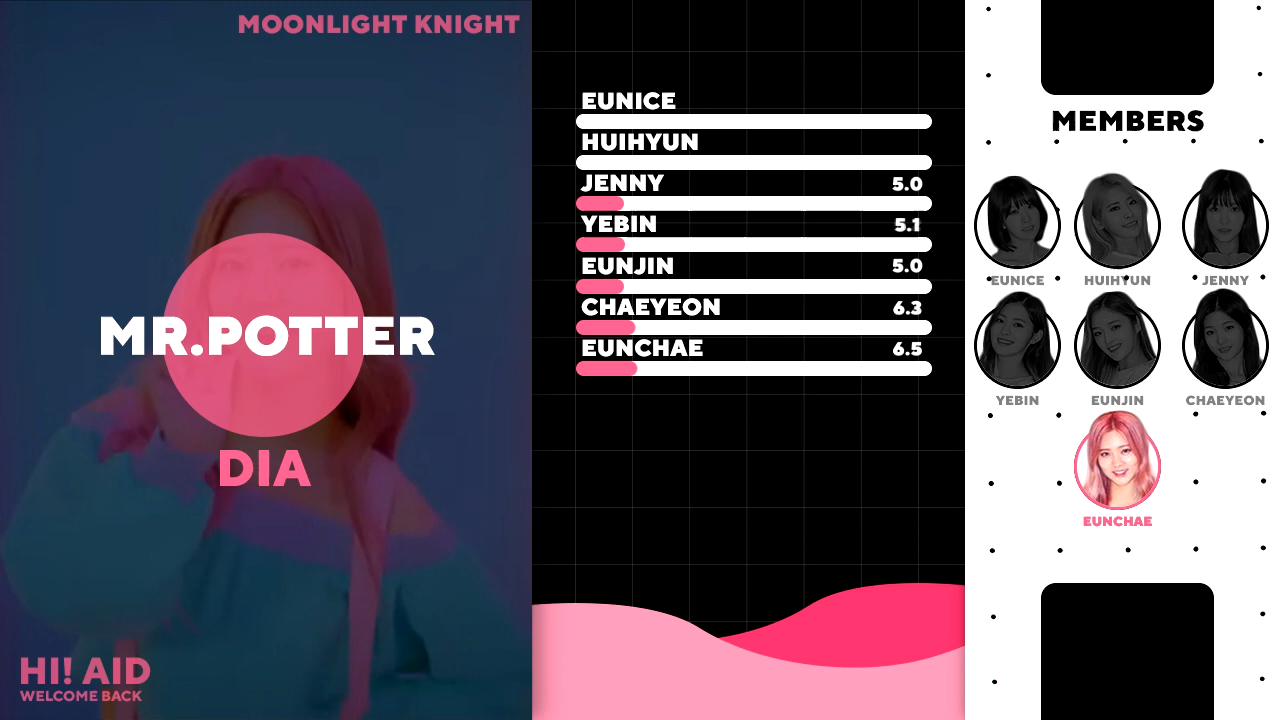 MOONLIGHT KNIGHT
MR.POTTER
DIA
HI! AID
WELCOME BACK
EUNICE
HUIHYUN
JENNY 5.0
YEBIN 5.1
EUNJIN 5.0
CHAEYEON 6.3
EUNCHAE 6.5
MEMBERS
EUNICE HUIHYUN JENNY
YEBIN EUNJIN CHAEYEON
EUNCHAE